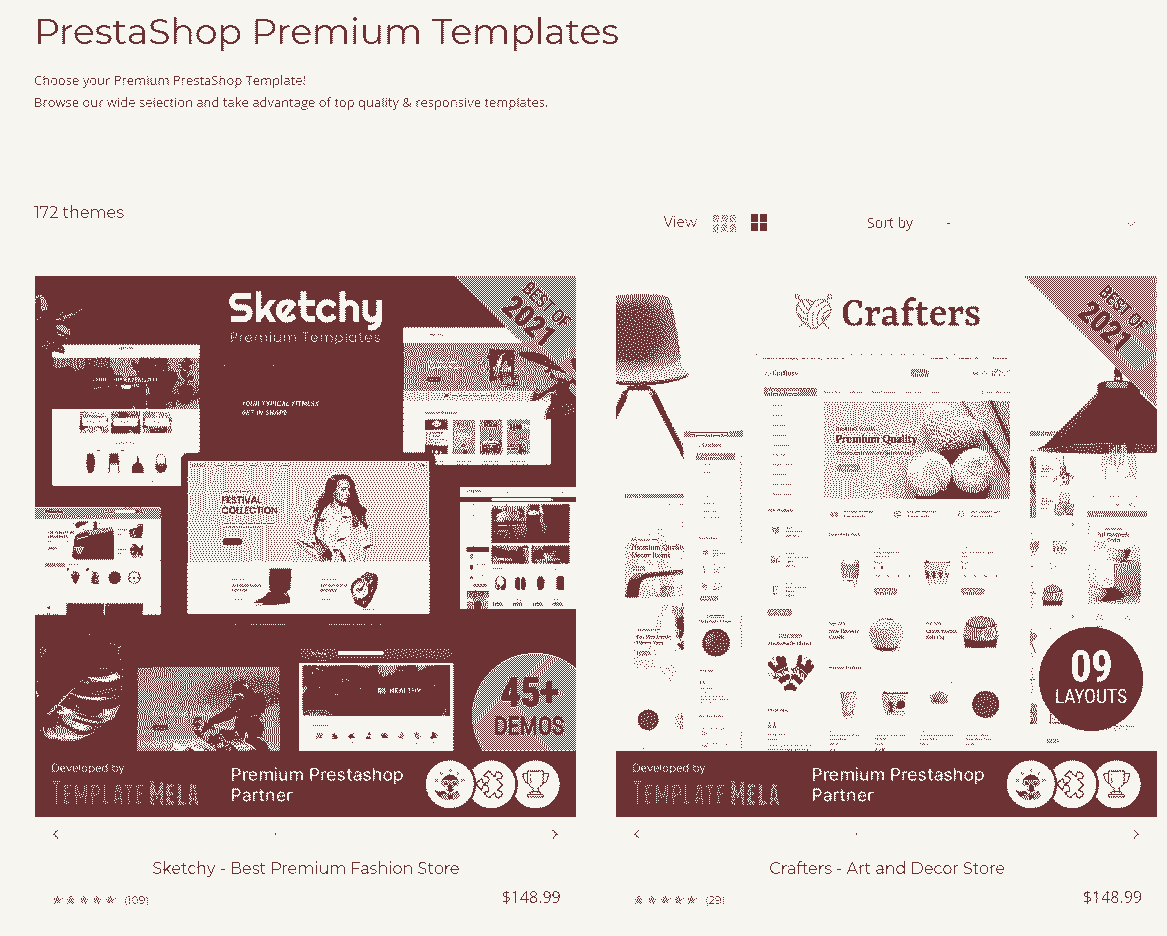 PrestaShop Premium Templates
Choose your Premium PrestaShop Template!
Browse our wide selection and take advantage of top quality & responsive templates.
172 themes
View
Sort by -
Sketchy
Premium Templates
BEST OF
2021
YOUR TYPICAL FITNESS
GET IN SHAPE
FESTIVAL
COLLECTION
HEALTHY
45+
DEMOS
Developed by
TEMPLATE MELA
Premium Prestashop
Partner
Sketchy - Best Premium Fashion Store
(109)
$148.99
Crafters
BEST OF
2021
Premium Quality
Premium Quality
Decor Items
09
LAYOUTS
Developed by
TEMPLATE MELA
Premium Prestashop
Partner
Crafters - Art and Decor Store
(29)
$148.99